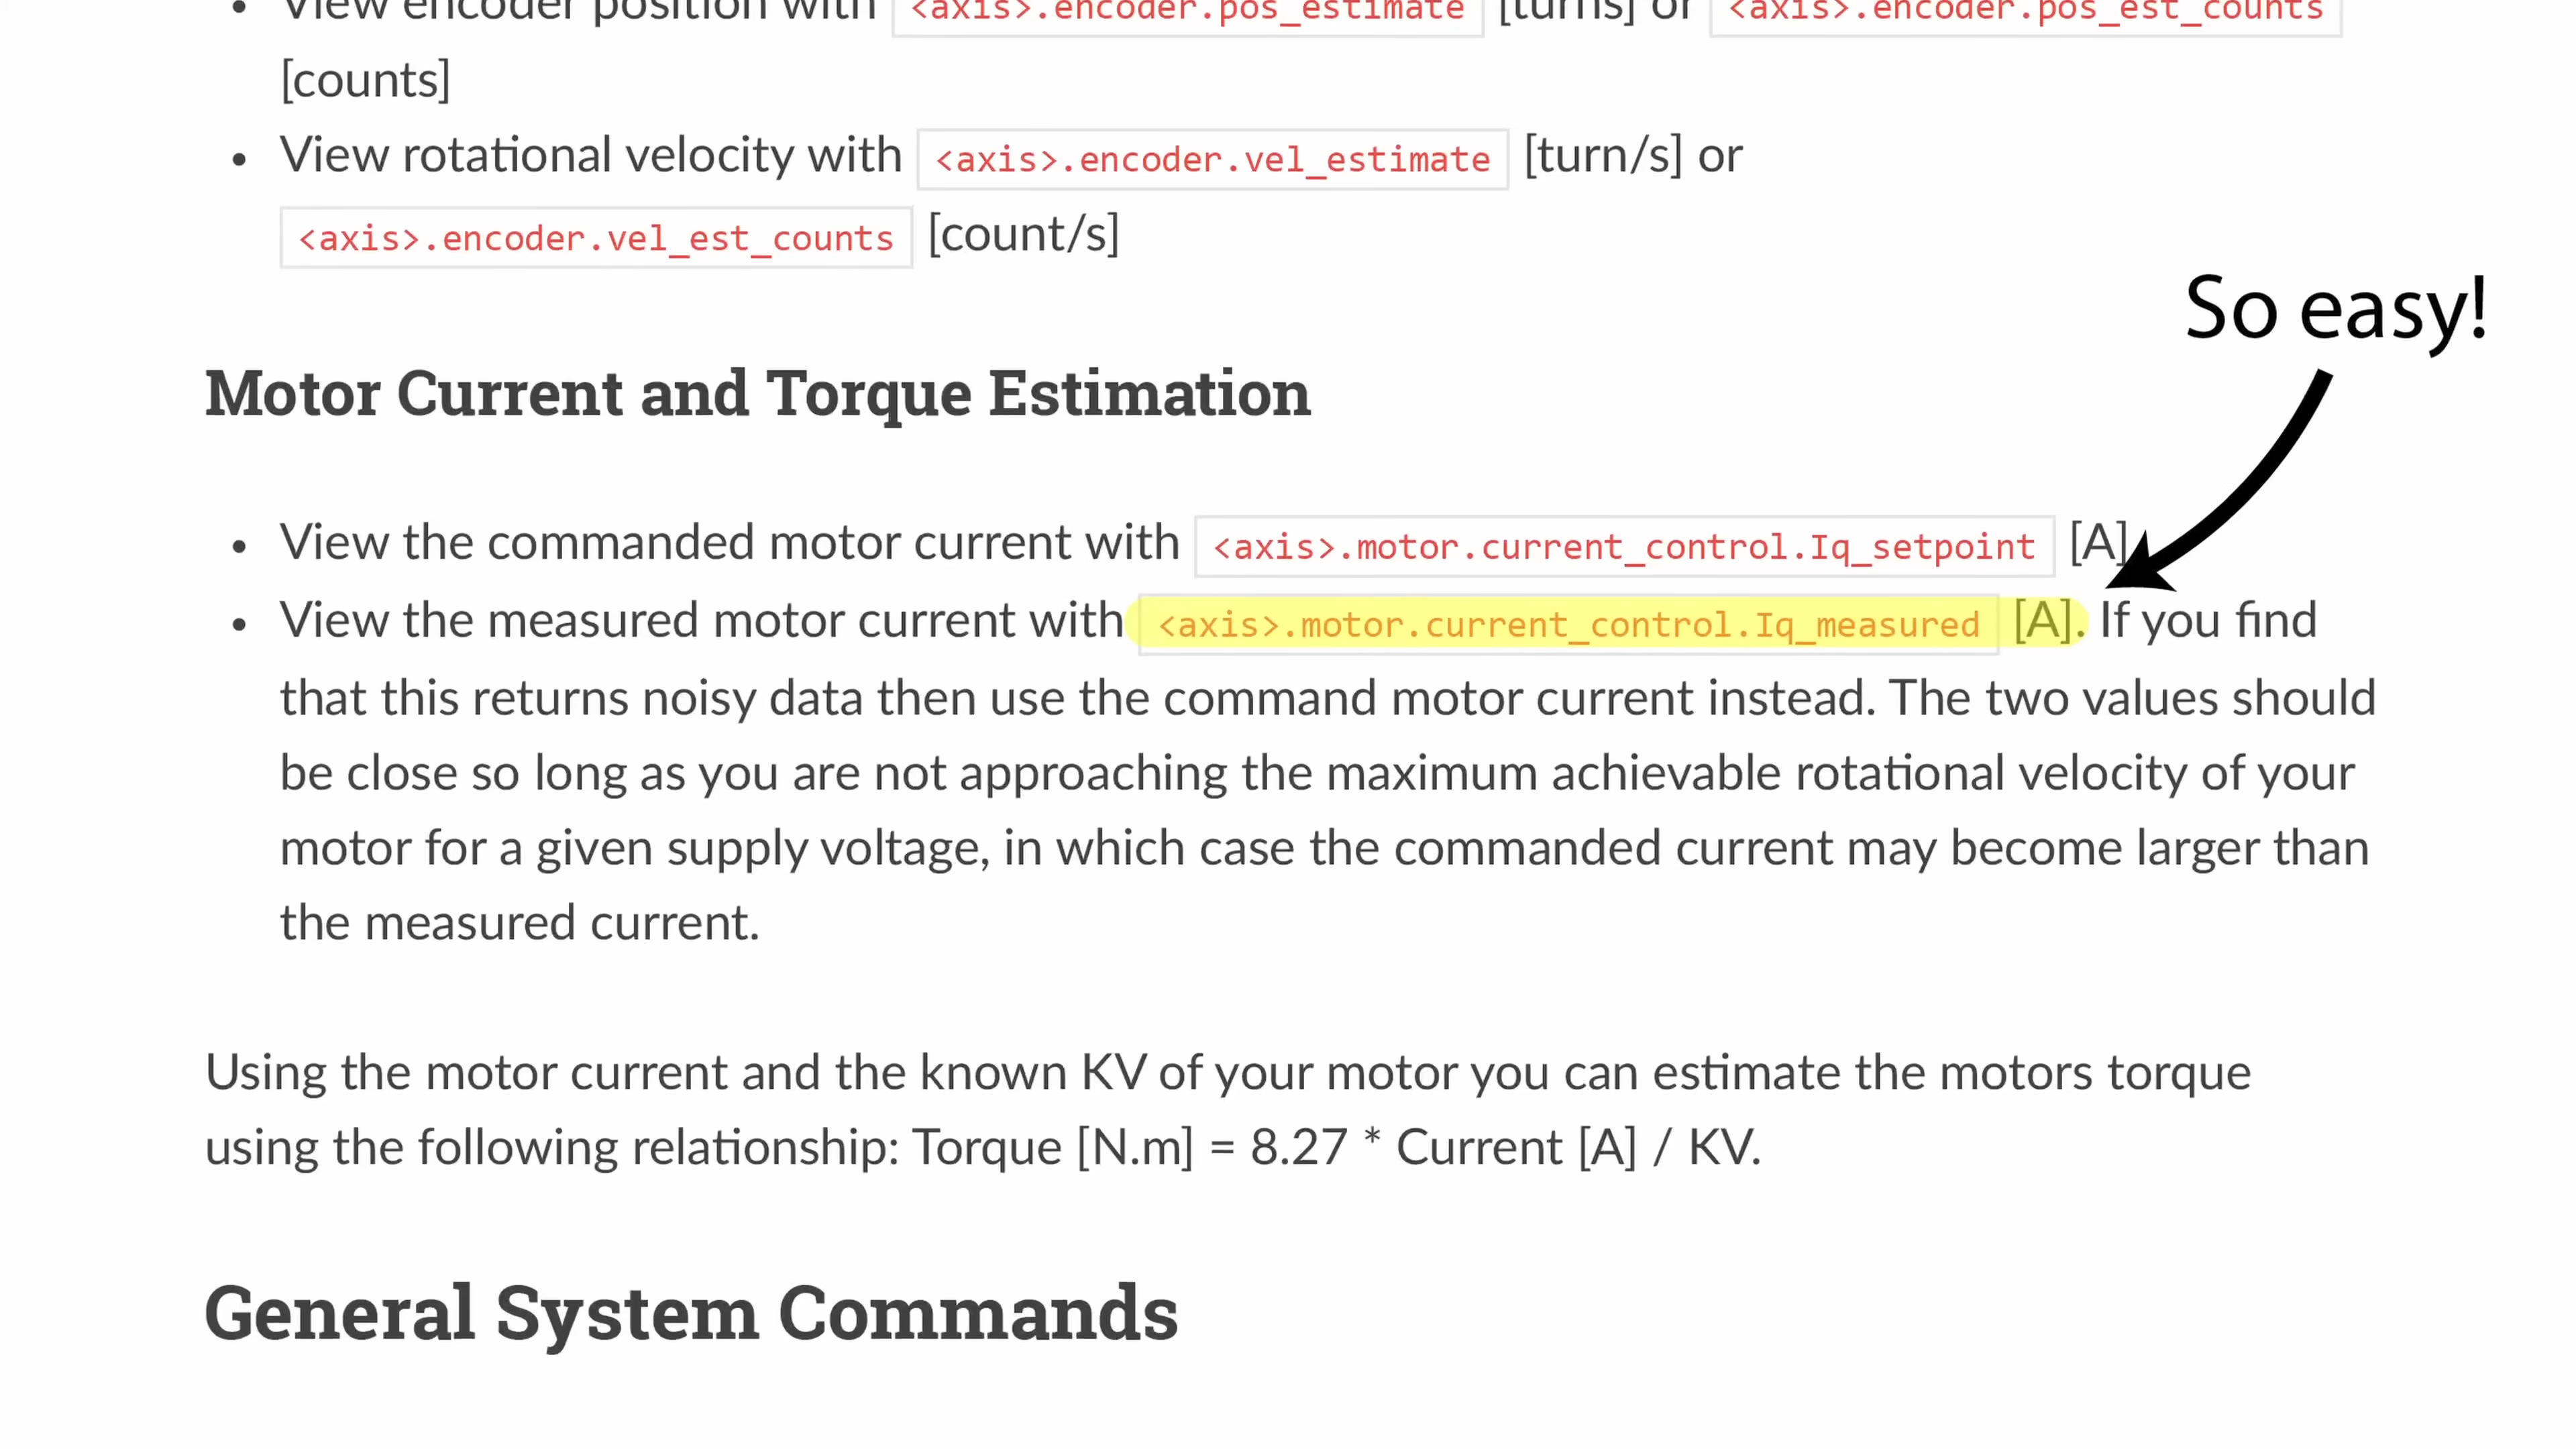 • View encoder position with <axis>.encoder.pos_estimate [turns] or <axis>.encoder.pos_est_counts
[counts]
• View rotational velocity with <axis>.encoder.vel_estimate [turn/s] or
<axis>.encoder.vel_est_counts [count/s]
So easy!
Motor Current and Torque Estimation
• View the commanded motor current with <axis>.motor.current_control.Iq_setpoint [A]
• View the measured motor current with <axis>.motor.current_control.Iq_measured [A]. If you find
that this returns noisy data then use the command motor current instead. The two values should
be close so long as you are not approaching the maximum achievable rotational velocity of your
motor for a given supply voltage, in which case the commanded current may become larger than
the measured current.
Using the motor current and the known KV of your motor you can estimate the motors torque
using the following relationship: Torque [N.m] = 8.27 * Current [A] / KV.
General System Commands